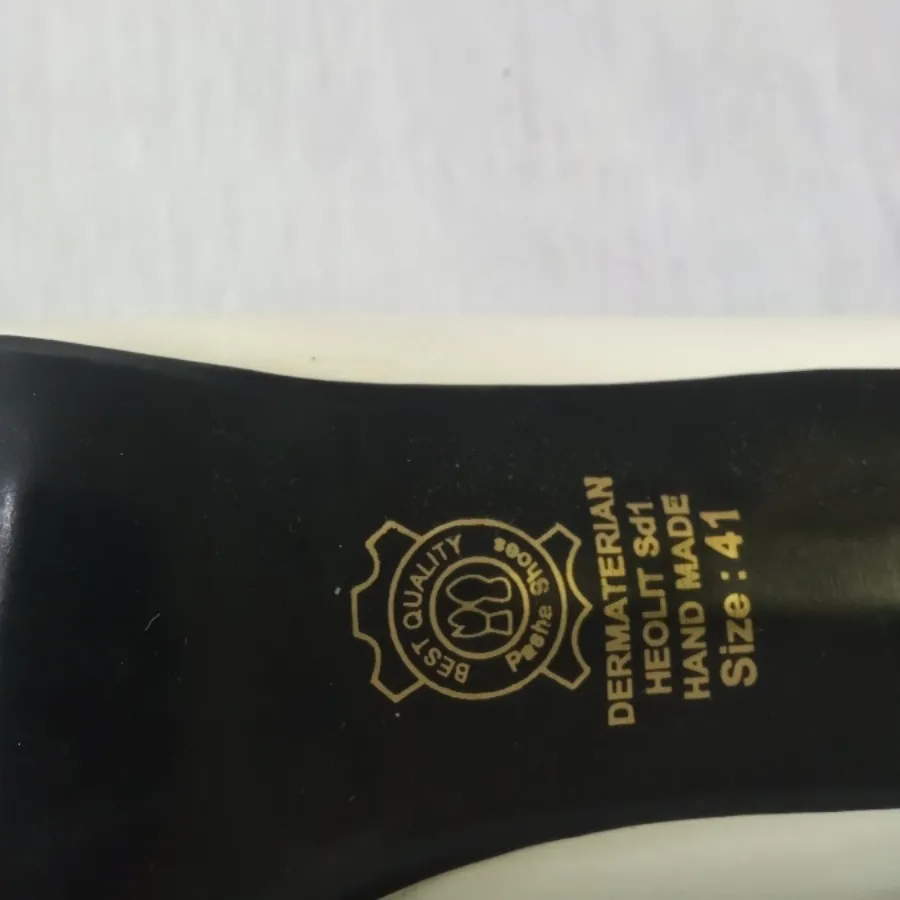 BEST QUALITY
Pashe Shoes
DERMATERIAN
HEOLIT Sd1
HAND MADE
Size : 41